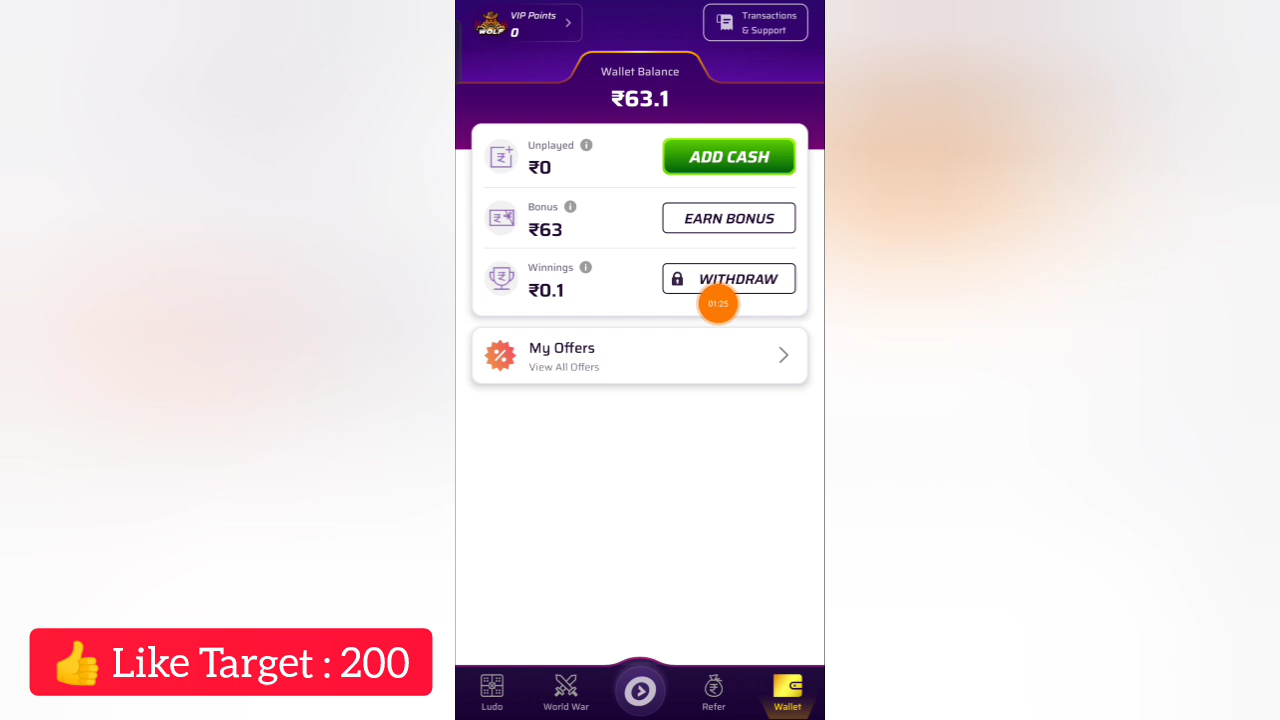 VIP Points
0
WOLF
Transactions
& Support
Wallet Balance
₹63.1
Unplayed
₹0
ADD CASH
Bonus
₹63
EARN BONUS
Winnings
₹0.1
WITHDRAW
01:25
My Offers
View All Offers
👍 Like Target : 200
Ludo
World War
Refer
Wallet